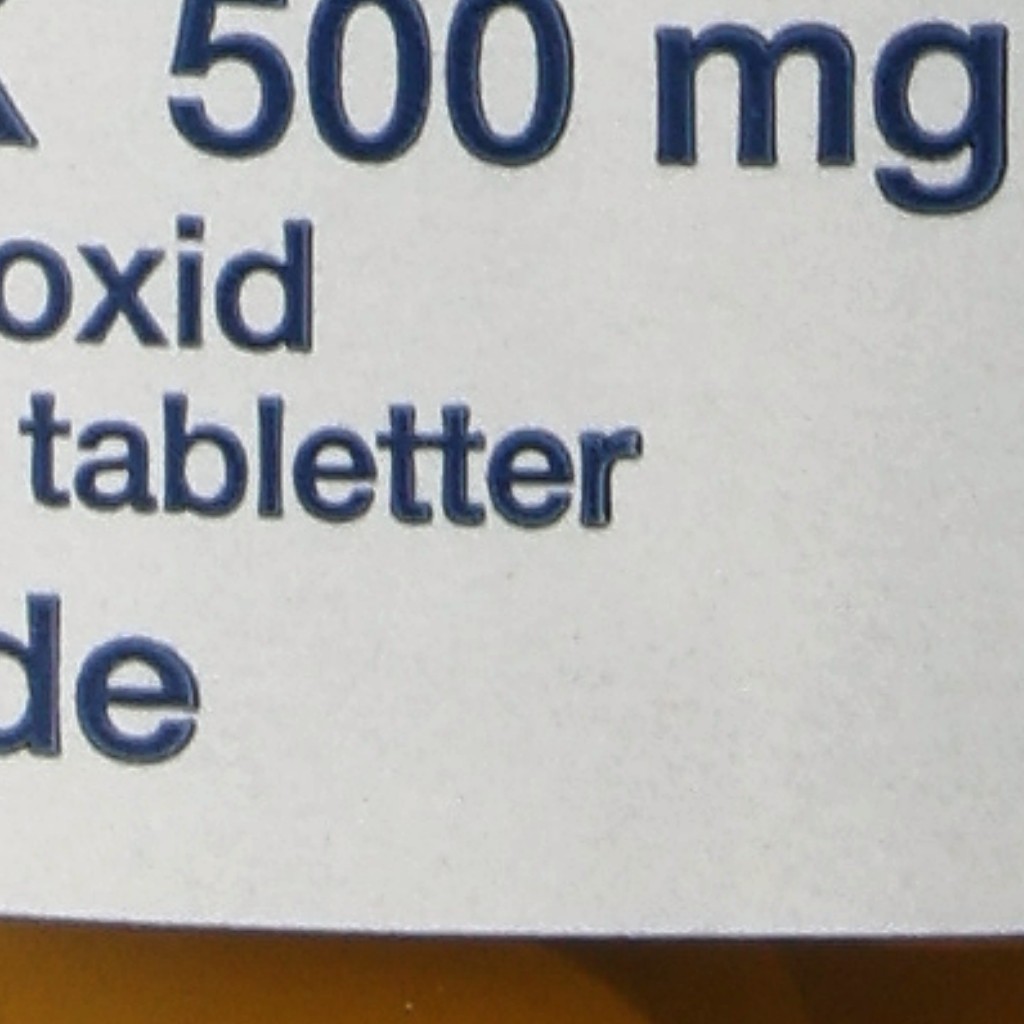 500 mg
oxid
tabletter
de